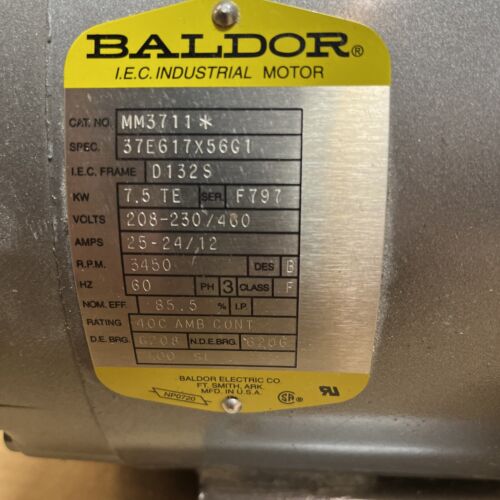 BALDOR®
I.E.C. INDUSTRIAL MOTOR
CAT. NO. MM3711*
SPEC. 37E617X56G1
I.E.C. FRAME D132S
KW 7.5 TE SER. F797
VOLTS 208-230/460
AMPS 25-24/12
R.P.M. 3450 DES B
HZ 60 PH 3 CLASS F
NOM. EFF. 85.5 % I.P.
RATING 40C AMB CONT
D.E. BRG. 6208 N.D.E. BRG. 6206
BALDOR ELECTRIC CO.
FT. SMITH, ARK.
MFD. IN U.S.A.
NP0720